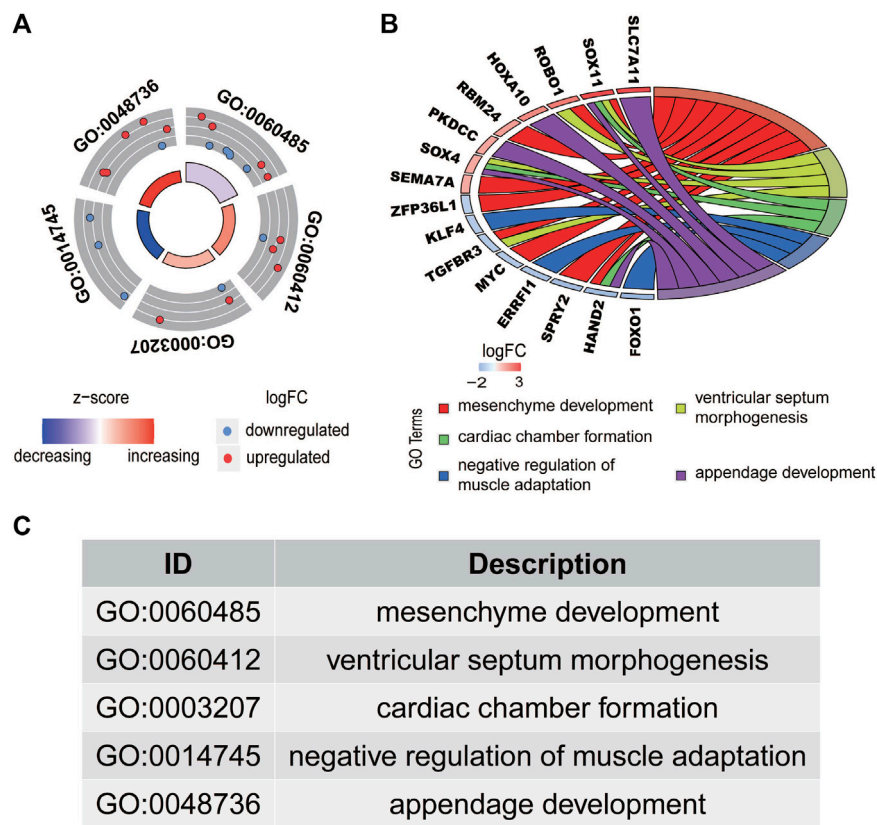 A
GO:0048736
GO:0060485
GO:0060412
GO:0003207
GO:0014745
z-score
decreasing
increasing
logFC
downregulated
upregulated
B
SLC7A11
SOX11
ROBO1
HOXA10
RBM24
PKDCC
SOX4
SEMA7A
ZFP36L1
KLF4
TGFBR3
MYC
ERRFI1
SPRY2
HAND2
FOXO1
logFC
−2 3
GO Terms
mesenchyme development
cardiac chamber formation
negative regulation of
muscle adaptation
ventricular septum
morphogenesis
appendage development
C
ID Description
GO:0060485 mesenchyme development
GO:0060412 ventricular septum morphogenesis
GO:0003207 cardiac chamber formation
GO:0014745 negative regulation of muscle adaptation
GO:0048736 appendage development